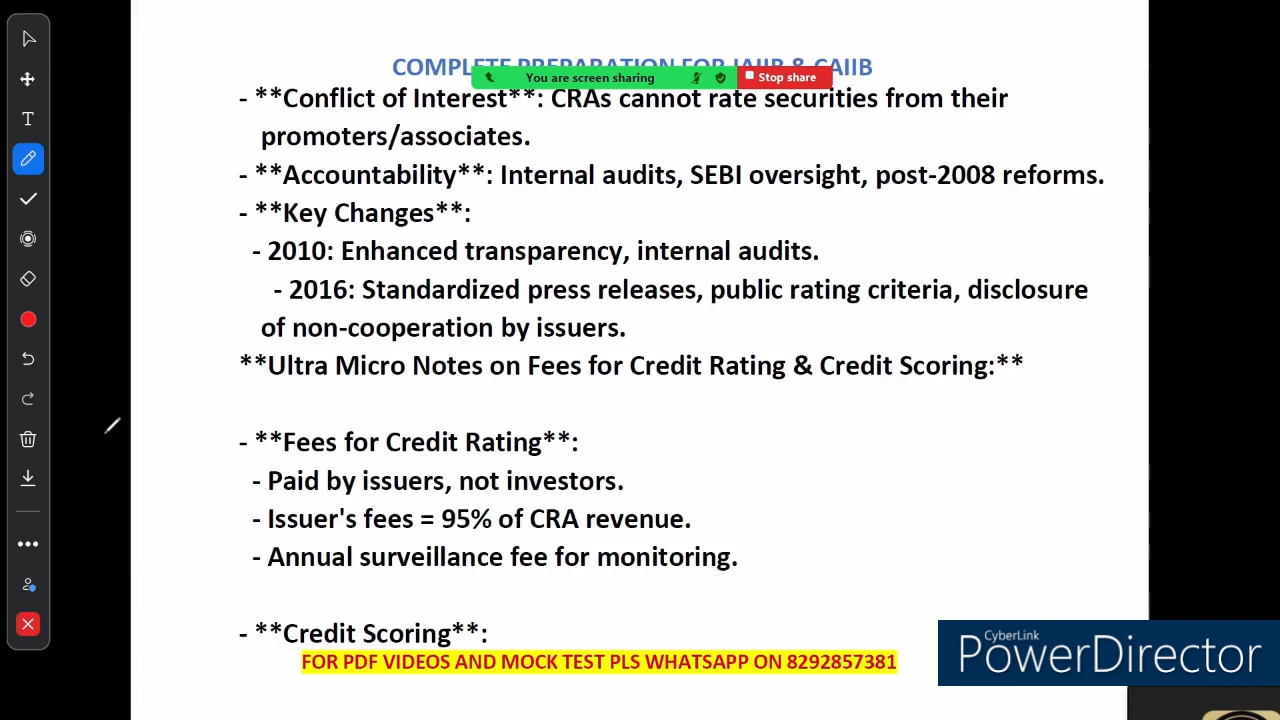 COMPLETE PREPARATION FOR JAIIB & CAIIB
You are screen sharing
Stop share
- **Conflict of Interest**: CRAs cannot rate securities from their
promoters/associates.
- **Accountability**: Internal audits, SEBI oversight, post-2008 reforms.
- **Key Changes**:
- 2010: Enhanced transparency, internal audits.
- 2016: Standardized press releases, public rating criteria, disclosure
of non-cooperation by issuers.
**Ultra Micro Notes on Fees for Credit Rating & Credit Scoring:**
- **Fees for Credit Rating**:
- Paid by issuers, not investors.
- Issuer's fees = 95% of CRA revenue.
- Annual surveillance fee for monitoring.
- **Credit Scoring**:
FOR PDF VIDEOS AND MOCK TEST PLS WHATSAPP ON 8292857381
CyberLink
PowerDirector